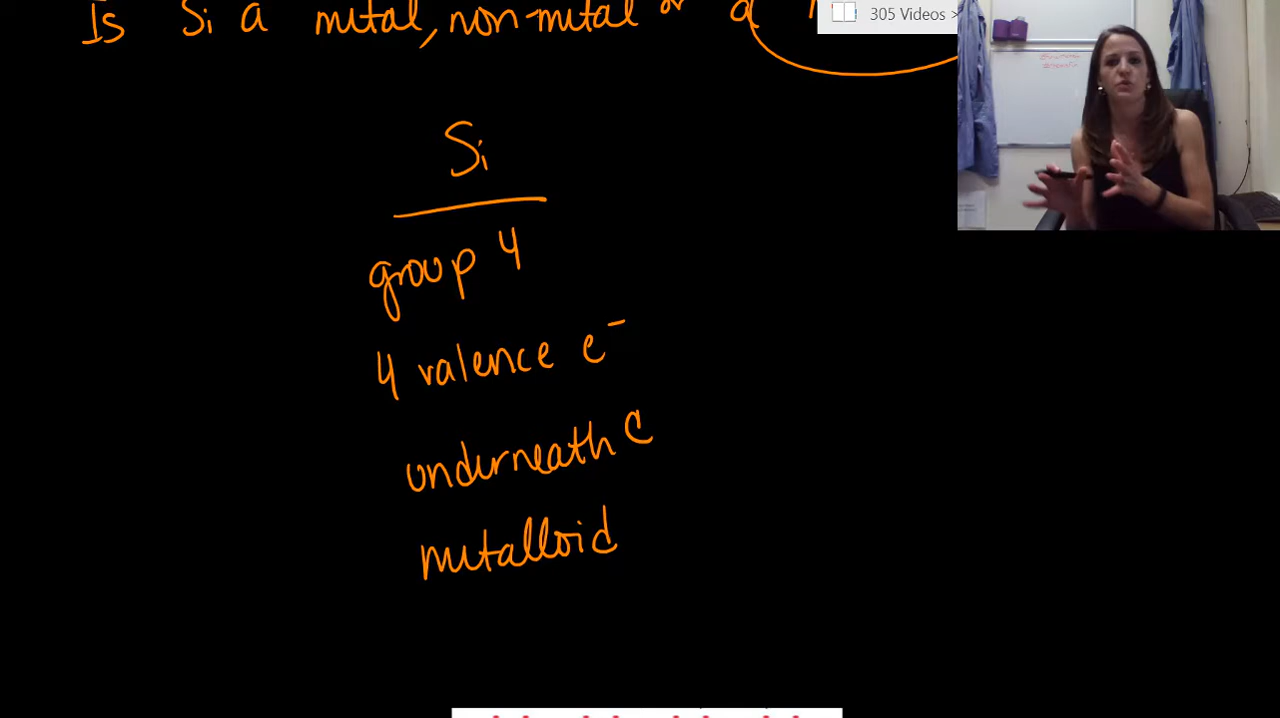 Is Si a metal, non-metal or a
305 Videos >
Si
group 4
4 valence e⁻
underneath C
metalloid